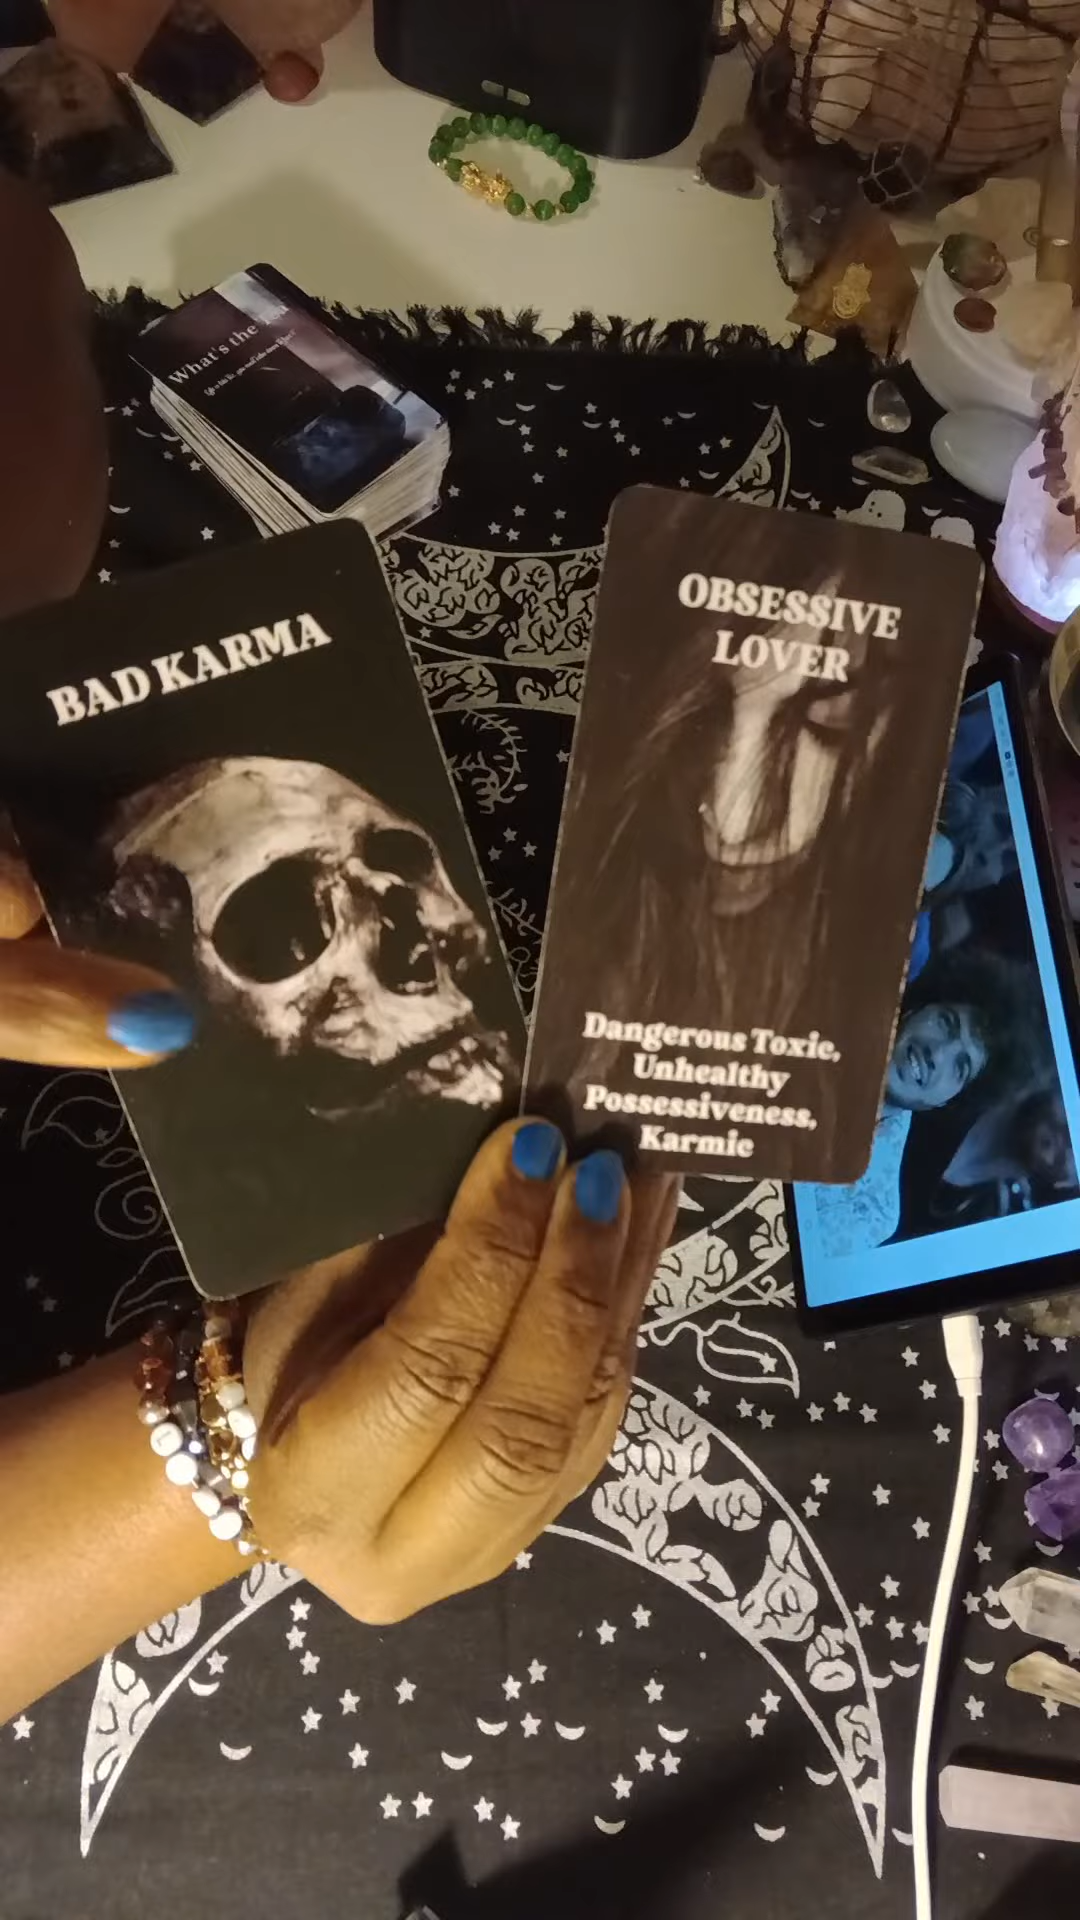 What's the
BAD KARMA
OBSESSIVE
LOVER
Dangerous Toxic,
Unhealthy
Possessiveness,
Karmic